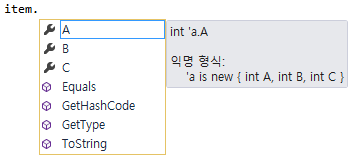 item.
A
B
C
Equals
GetHashCode
GetType
ToString
int 'a.A
익명 형식:
'a is new { int A, int B, int C }